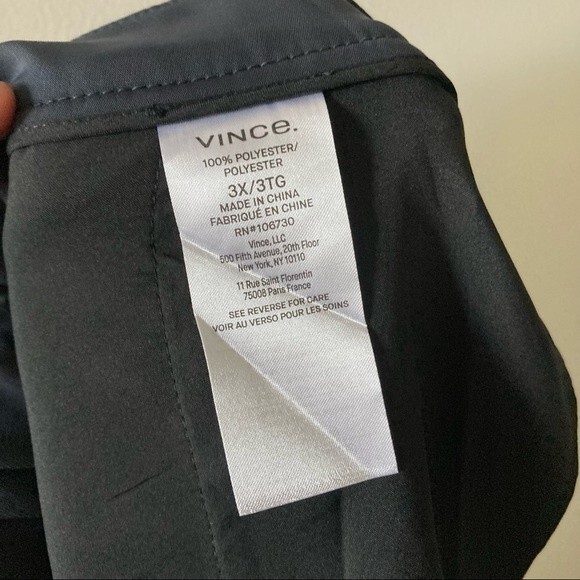 VINCE.
100% POLYESTER/
POLYESTER
3X/3TG
MADE IN CHINA
FABRIQUÉ EN CHINE
RN#106730
Vince, LLC
500 Fifth Avenue, 20th Floor
New York, NY 10110
11 Rue Saint Florentin
75008 Paris France
SEE REVERSE FOR CARE
VOIR AU VERSO POUR LES SOINS